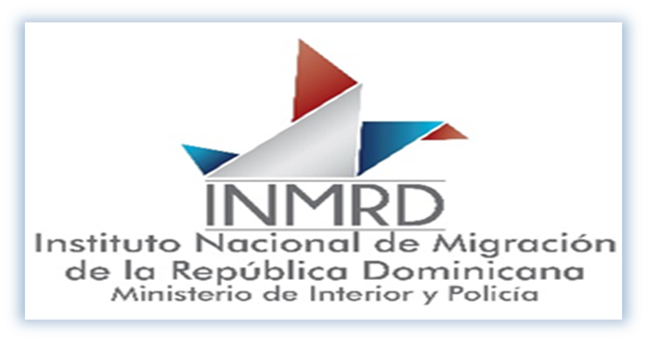 INMRD
Instituto Nacional de Migración
de la República Dominicana
Ministerio de Interior y Policía